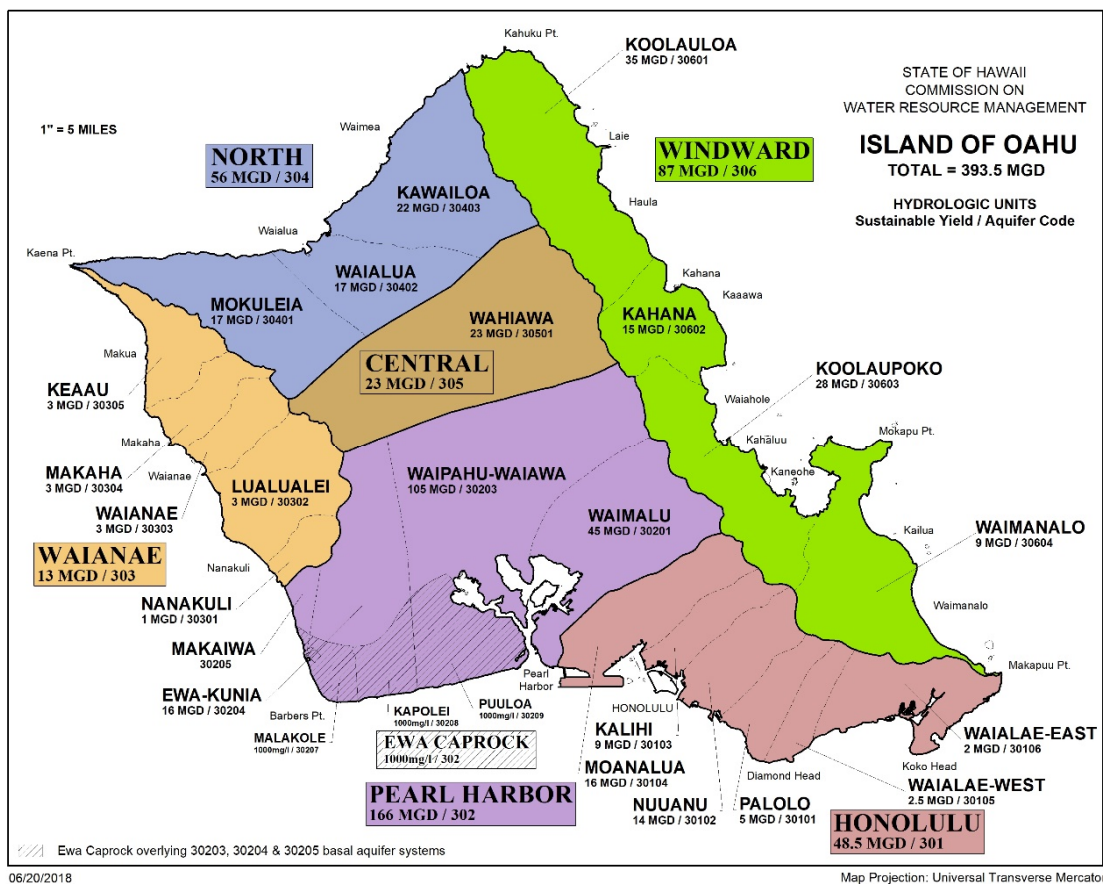 Kahuku Pt.
KOOLAULOA
35 MGD / 30601
STATE OF HAWAII
COMMISSION ON
WATER RESOURCE MANAGEMENT
ISLAND OF OAHU
TOTAL = 393.5 MGD
HYDROLOGIC UNITS
Sustainable Yield / Aquifer Code
1" = 5 MILES
Waimea
Laie
NORTH
56 MGD / 304
WINDWARD
87 MGD / 306
KAWAILOA
22 MGD / 30403
Haula
Waialua
Kaena Pt.
WAIALUA
17 MGD / 30402
Kahana
Kaaawa
MOKULEIA
17 MGD / 30401
WAHIAWA
23 MGD / 30501
KAHANA
15 MGD / 30602
Makua
CENTRAL
23 MGD / 305
KOOLAUPOKO
28 MGD / 30603
KEAAU
3 MGD / 30305
Waiahole
Makaha
Kahaluu
Mokapu Pt.
Waianae
Kaneohe
MAKAHA
3 MGD / 30304
LUALUALEI
3 MGD / 30302
WAIPAHU-WAIAWA
105 MGD / 30203
WAIANAE
3 MGD / 30303
WAIMALU
45 MGD / 30201
Kailua
WAIMANALO
9 MGD / 30604
WAIANAE
13 MGD / 303
Nanakuli
NANAKULI
1 MGD / 30301
Waimanalo
MAKAIWA
30205
Makapuu Pt.
Pearl
Harbor
EWA-KUNIA
16 MGD / 30204
Barbers Pt.
KAPOLEI
1000mg/l / 30208
PUULOA
1000mg/l / 30209
HONOLULU
MALAKOLE
1000mg/l / 30207
EWA CAPROCK
1000mg/l / 302
KALIHI
9 MGD / 30103
WAIALAE-EAST
2 MGD / 30106
Koko Head
MOANALUA
16 MGD / 30104
Diamond Head
WAIALAE-WEST
2.5 MGD / 30105
PEARL HARBOR
166 MGD / 302
NUUANU
14 MGD / 30102
PALOLO
5 MGD / 30101
HONOLULU
48.5 MGD / 301
Ewa Caprock overlying 30203, 30204 & 30205 basal aquifer systems
06/20/2018
Map Projection: Universal Transverse Mercator